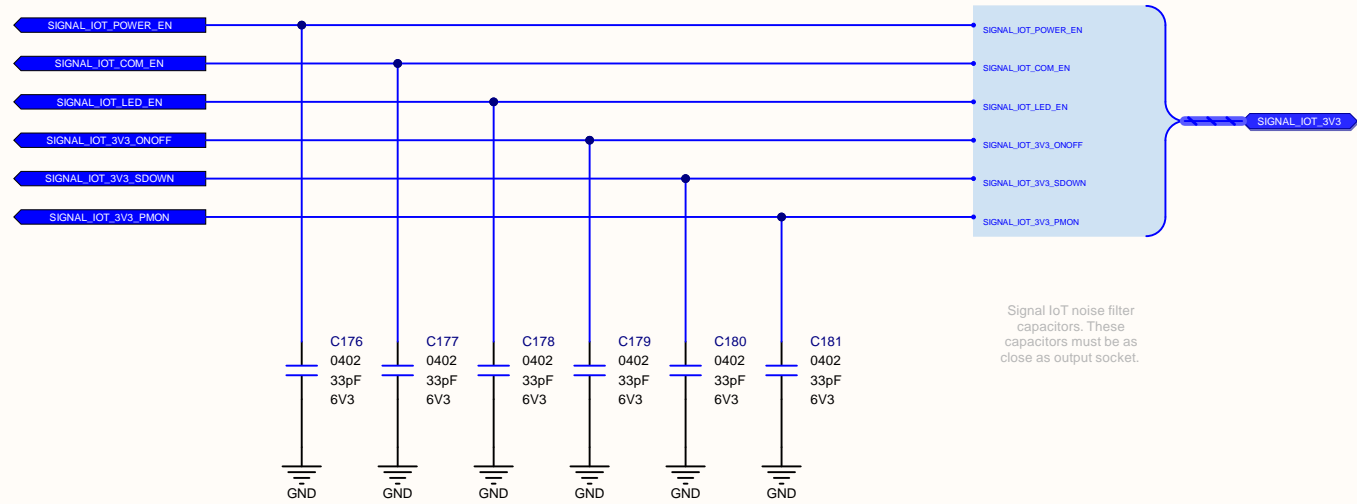 SIGNAL_IOT_POWER_EN
SIGNAL_IOT_COM_EN
SIGNAL_IOT_LED_EN
SIGNAL_IOT_3V3_ONOFF
SIGNAL_IOT_3V3_SDOWN
SIGNAL_IOT_3V3_PMON
SIGNAL_IOT_POWER_EN
SIGNAL_IOT_COM_EN
SIGNAL_IOT_LED_EN
SIGNAL_IOT_3V3_ONOFF
SIGNAL_IOT_3V3_SDOWN
SIGNAL_IOT_3V3_PMON
SIGNAL_IOT_3V3
Signal IoT noise filter
capacitors. These
capacitors must be as
close as output socket.
C176
0402
33pF
6V3
GND
C177
0402
33pF
6V3
GND
C178
0402
33pF
6V3
GND
C179
0402
33pF
6V3
GND
C180
0402
33pF
6V3
GND
C181
0402
33pF
6V3
GND